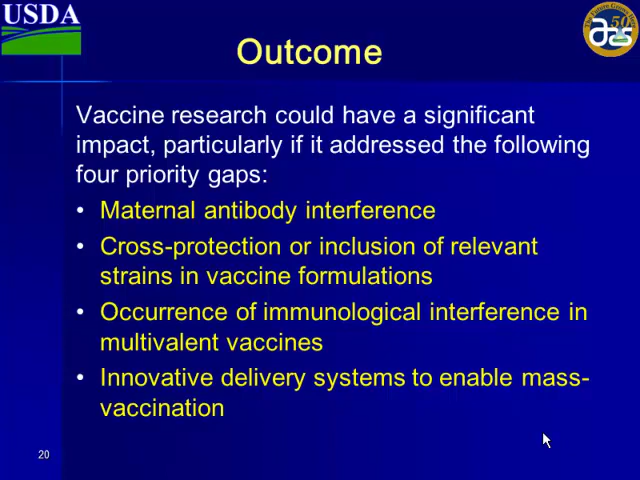 USDA
50
ars
Outcome
Vaccine research could have a significant
impact, particularly if it addressed the following
four priority gaps:
• Maternal antibody interference
• Cross-protection or inclusion of relevant
strains in vaccine formulations
• Occurrence of immunological interference in
multivalent vaccines
• Innovative delivery systems to enable mass-
vaccination
20